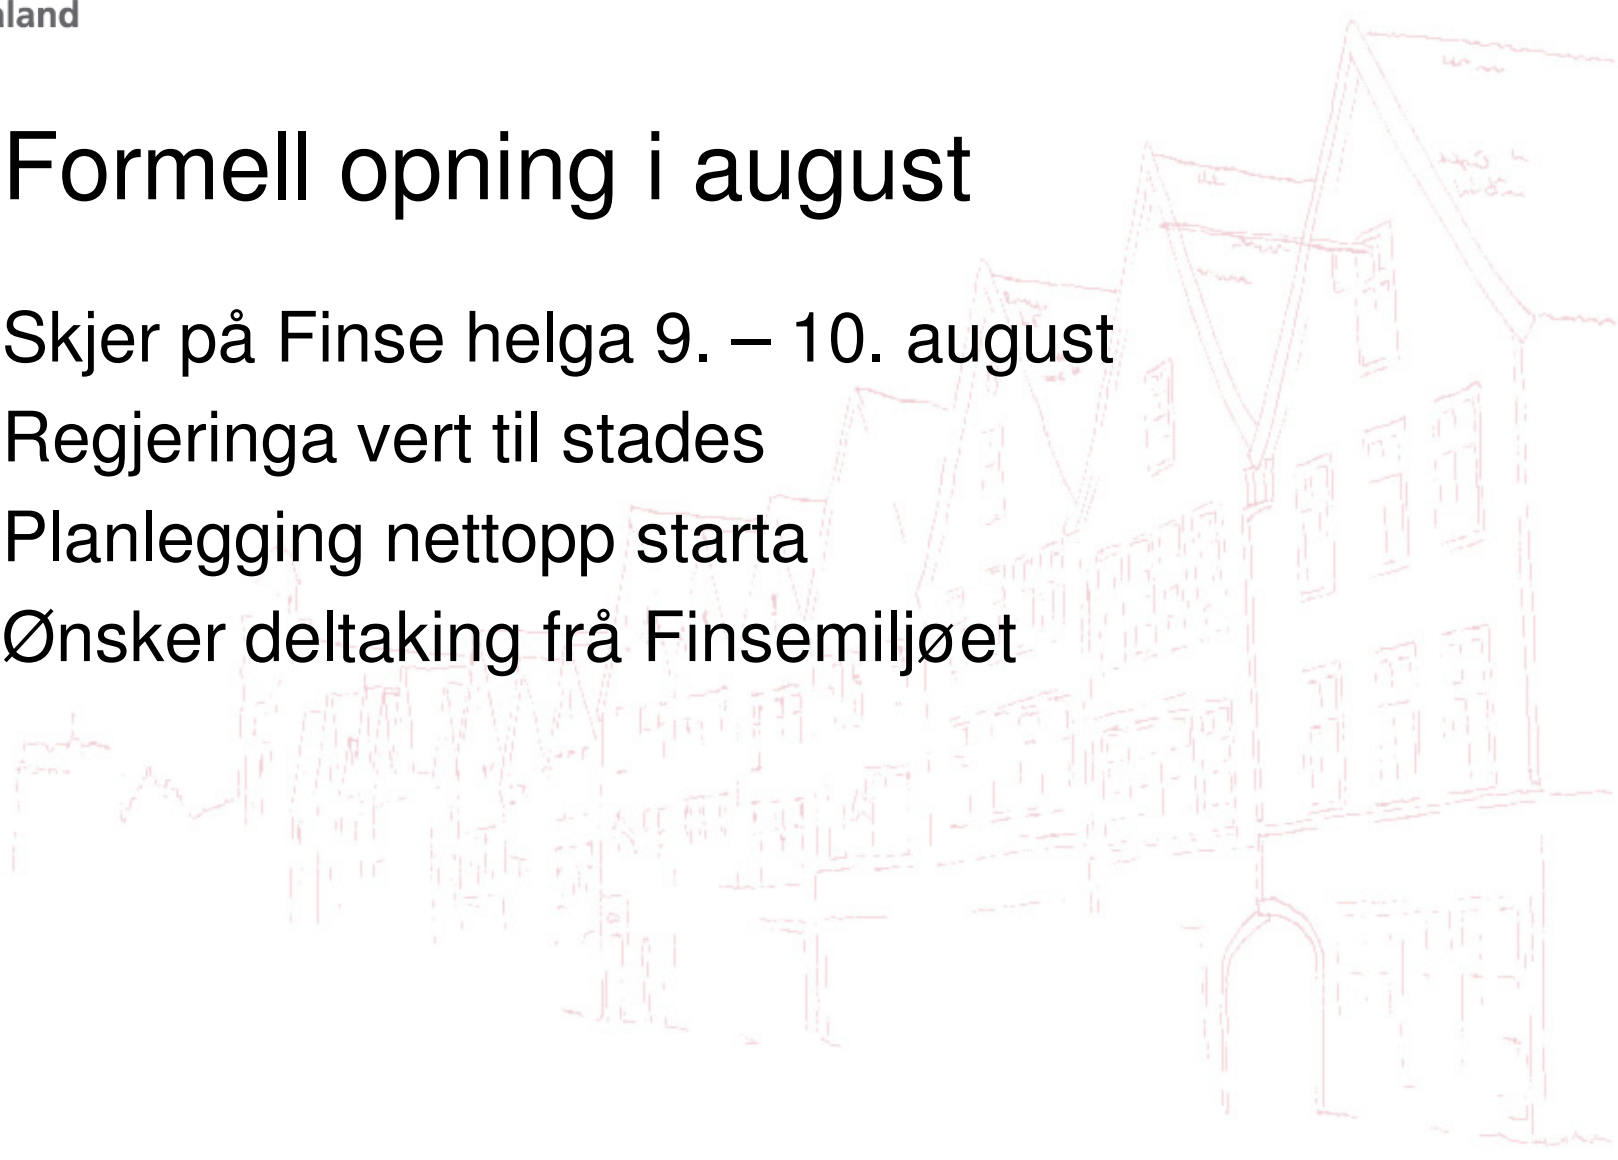 Formell opning i august
Skjer på Finse helga 9. – 10. august
Regjeringa vert til stades
Planlegging nettopp starta
Ønsker deltaking frå Finsemiljøet